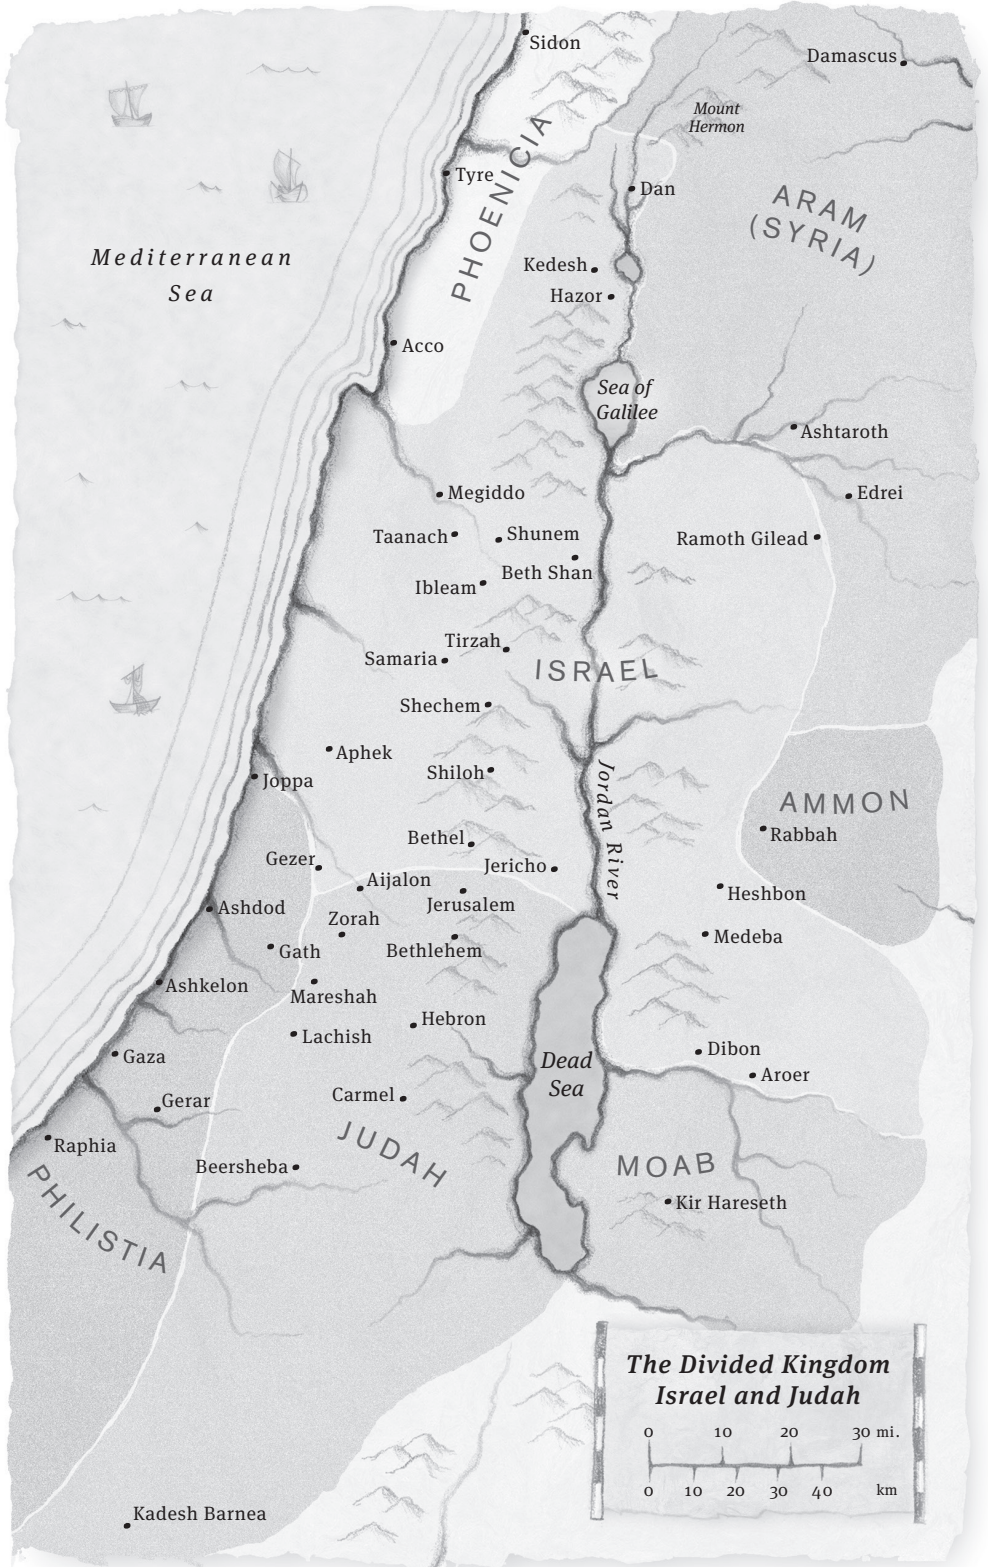 Sidon
Damascus
Mount
Hermon
PHOENICIA
Tyre
Dan
ARAM
(SYRIA)
Mediterranean
Sea
Kedesh
Hazor
Acco
Sea of
Galilee
Ashtaroth
Megiddo
Edrei
Taanach
Shunem
Ramoth Gilead
Beth Shan
Ibleam
Tirzah
Samaria
ISRAEL
Shechem
Aphek
Shiloh
Joppa
Jordan River
AMMON
Rabbah
Bethel
Gezer
Jericho
Aijalon
Heshbon
Jerusalem
Ashdod
Zorah
Medeba
Gath
Bethlehem
Ashkelon
Mareshah
Hebron
Lachish
Dibon
Gaza
Dead
Sea
Aroer
Carmel
Gerar
JUDAH
Raphia
Beersheba
MOAB
Kir Hareseth
PHILISTIA
The Divided Kingdom
Israel and Judah
0 10 20 30 mi.
0 10 20 30 40 km
Kadesh Barnea